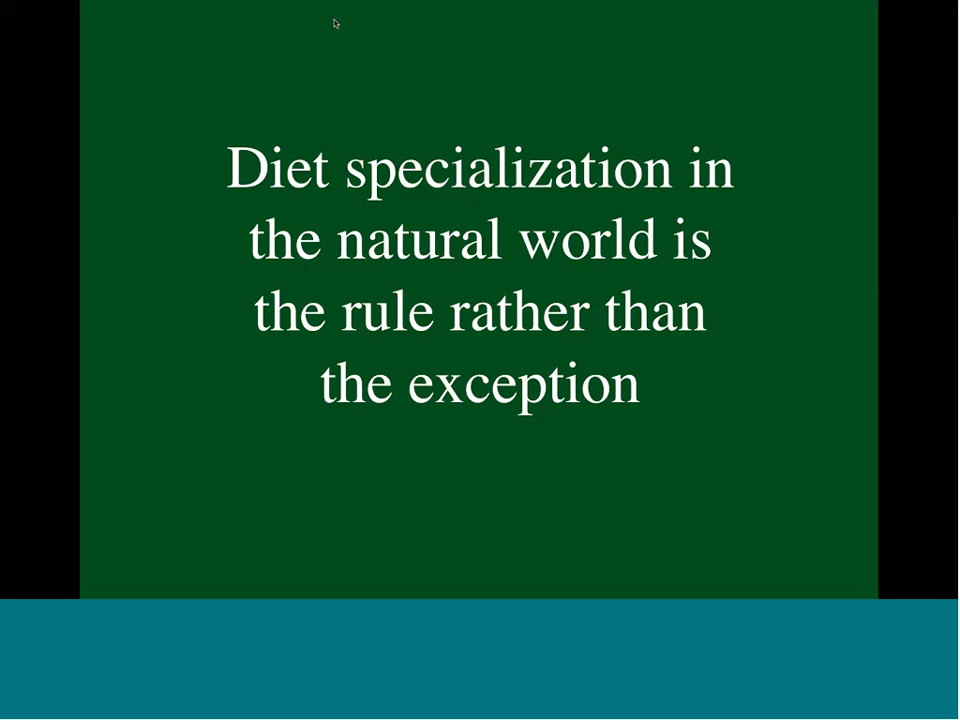 Diet specialization in
the natural world is
the rule rather than
the exception